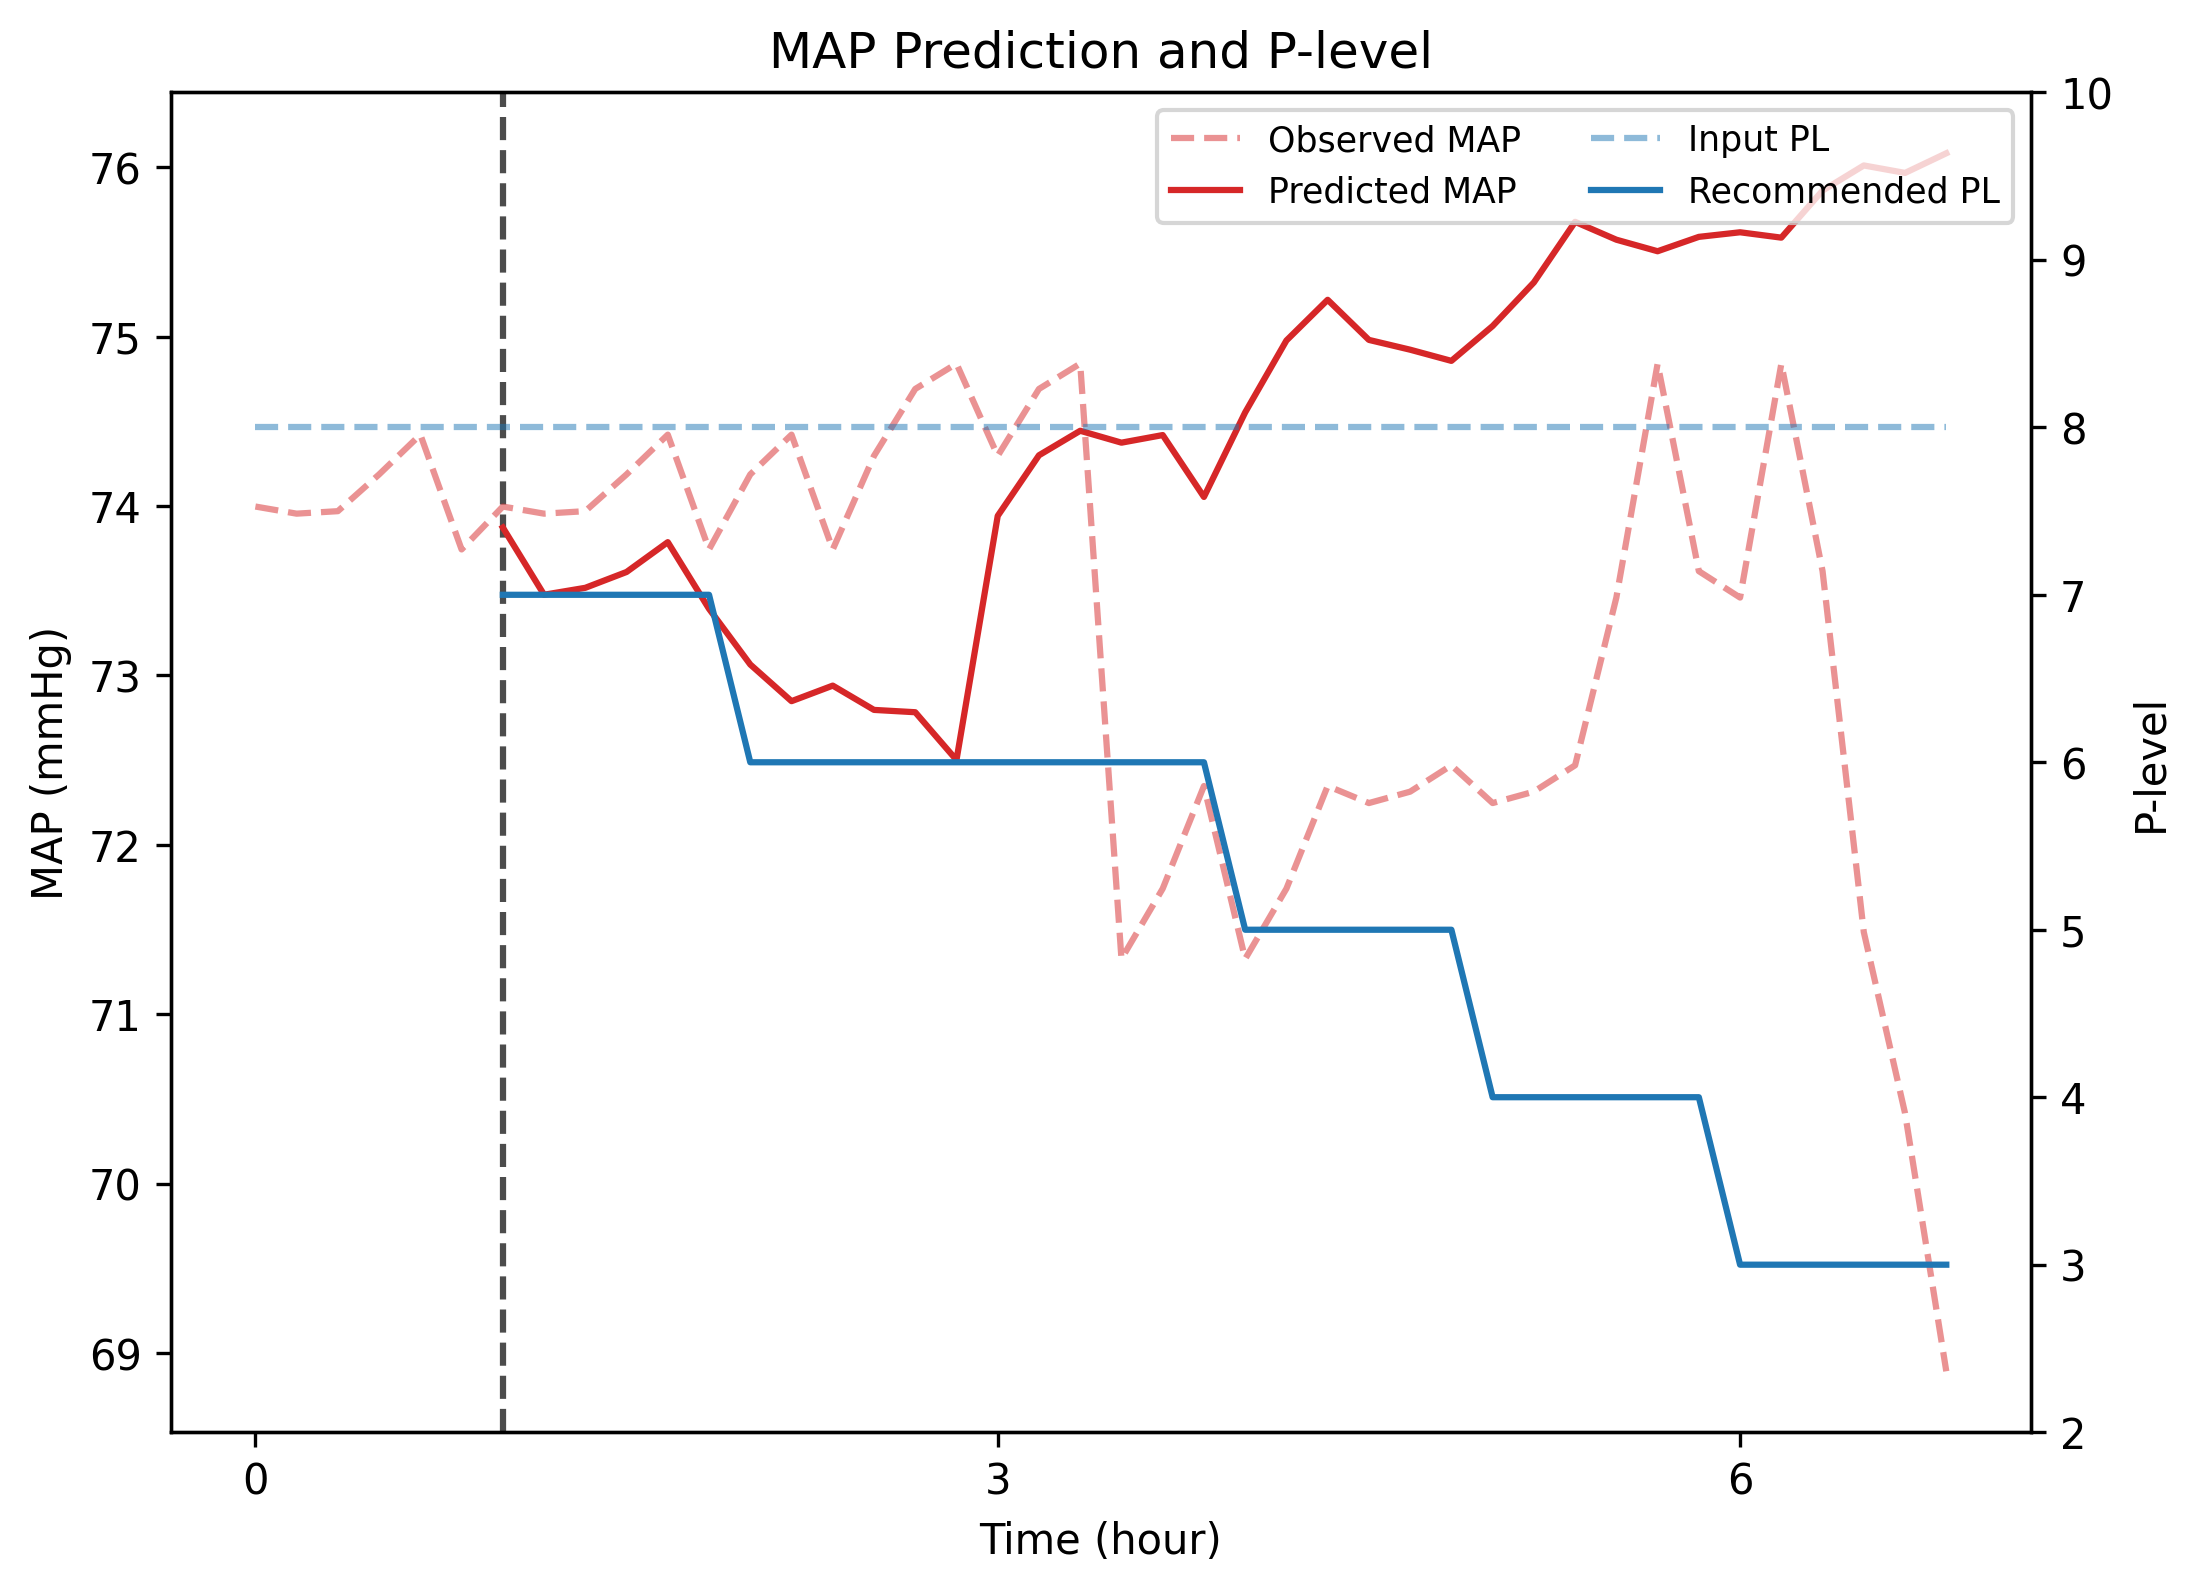 MAP Prediction and P-level
Observed MAP
Predicted MAP
Input PL
Recommended PL
MAP (mmHg)
76
75
74
73
72
71
70
69
P-level
10
9
8
7
6
5
4
3
2
0
3
6
Time (hour)